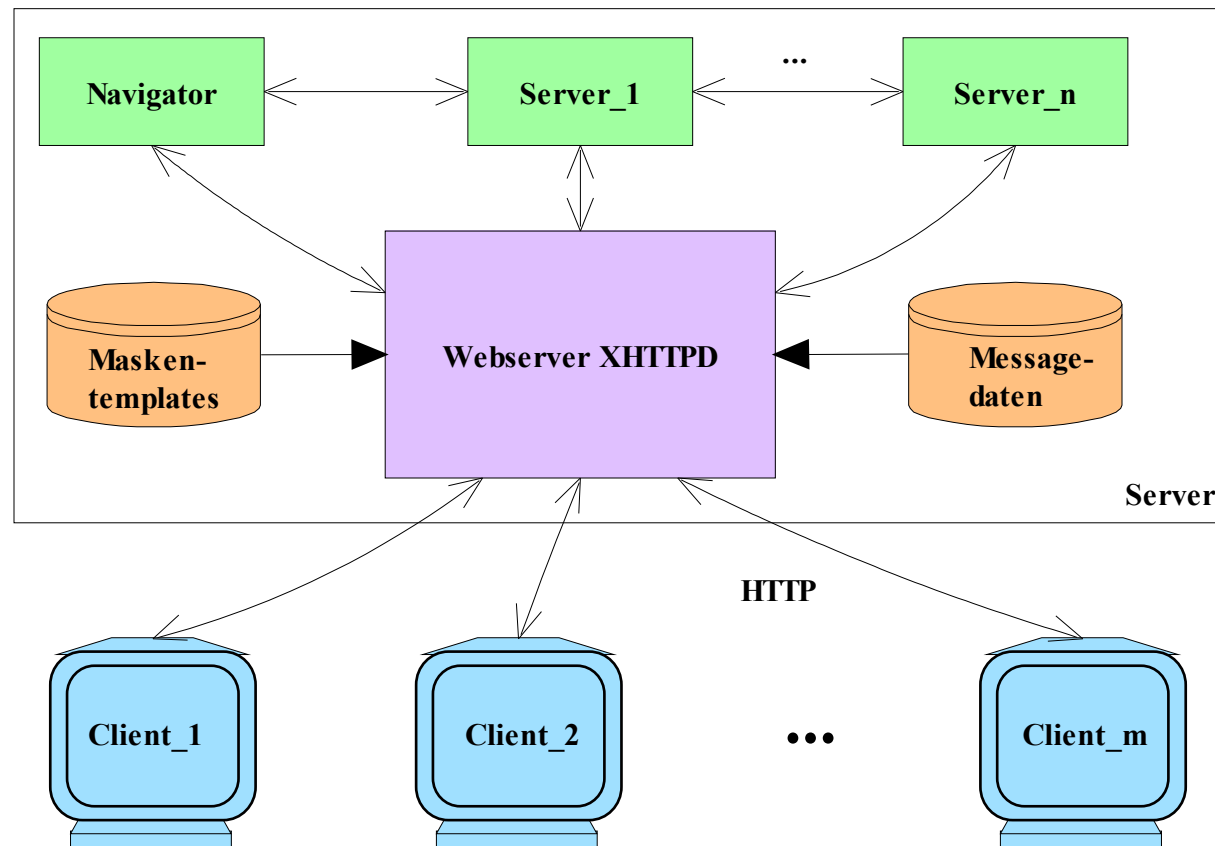 ...
Navigator
Server_1
Server_n
Webserver XHTTPD
Masken-
templates
Message-
daten
Server
HTTP
Client_1
Client_2
...
Client_m